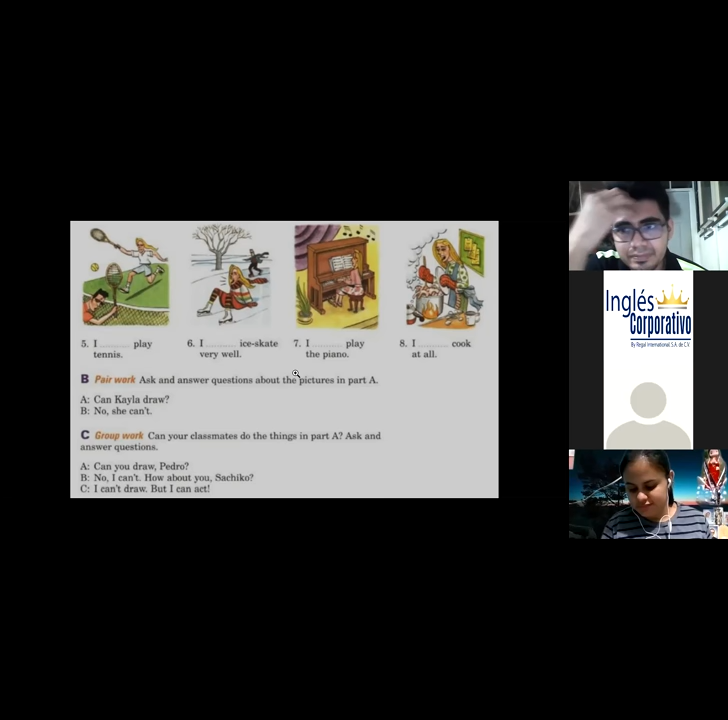 5. I ......... play
tennis.
6. I ......... ice-skate
very well.
7. I ......... play
the piano.
8. I ......... cook
at all.
B Pair work Ask and answer questions about the pictures in part A.
A: Can Kayla draw?
B: No, she can't.
C Group work Can your classmates do the things in part A? Ask and
answer questions.
A: Can you draw, Pedro?
B: No, I can't. How about you, Sachiko?
C: I can't draw. But I can act!
Inglés
Corporativo
By Regal International S.A. de C.V.